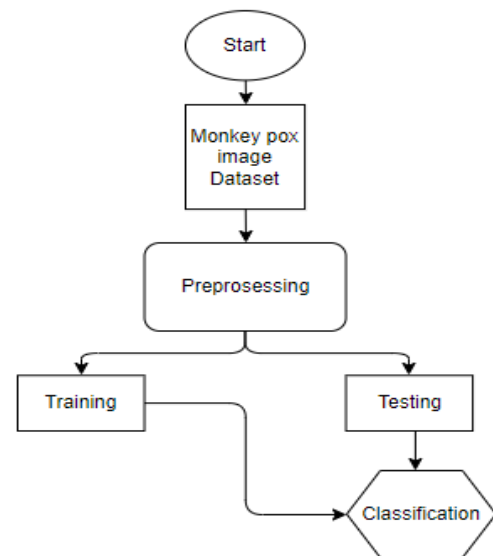 Start
Monkey pox
image
Dataset
Preprosessing
Training
Testing
Classification